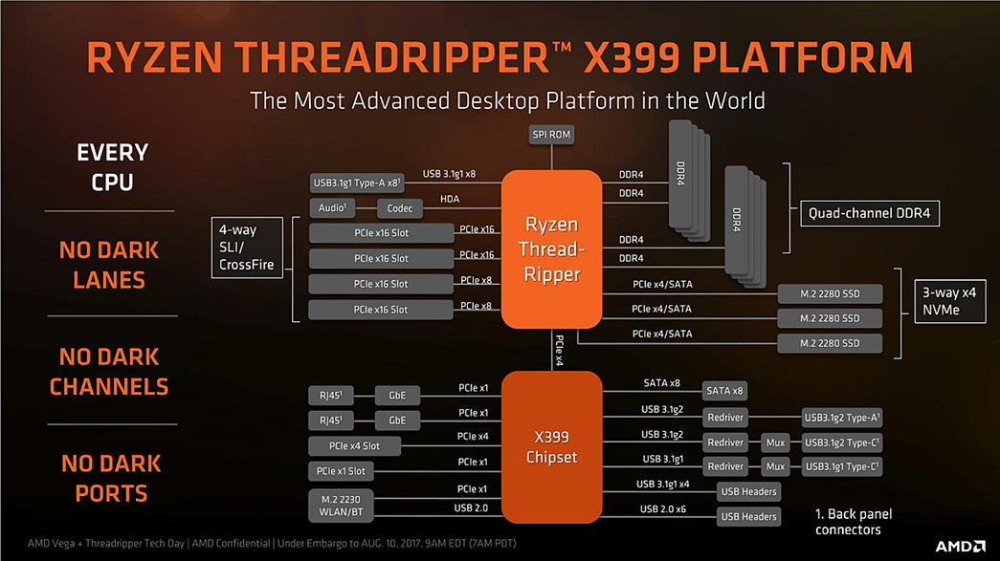 RYZEN THREADRIPPER™ X399 PLATFORM
The Most Advanced Desktop Platform in the World
EVERY
CPU
NO DARK
LANES
NO DARK
CHANNELS
NO DARK
PORTS
SPI ROM
USB3.1g1 Type-A x8¹
USB 3.1g1 x8
Audio¹
Codec
HDA
4-way
SLI/
CrossFire
PCIe x16 Slot
PCIe x16
PCIe x16 Slot
PCIe x16
PCIe x16 Slot
PCIe x8
PCIe x16 Slot
PCIe x8
Ryzen
Thread-
Ripper
DDR4
DDR4
DDR4
DDR4
DDR4
DDR4
Quad-channel DDR4
PCIe x4/SATA
M.2 2280 SSD
PCIe x4/SATA
M.2 2280 SSD
PCIe x4/SATA
M.2 2280 SSD
3-way x4
NVMe
PCIe x4
RJ45¹
GbE
PCIe x1
RJ45¹
GbE
PCIe x1
PCIe x4 Slot
PCIe x4
PCIe x1 Slot
PCIe x1
M.2 2230
WLAN/BT
PCIe x1
USB 2.0
X399
Chipset
SATA x8
SATA x8
USB 3.1g2
Redriver
USB3.1g2 Type-A¹
USB 3.1g2
Redriver
Mux
USB3.1g2 Type-C¹
USB 3.1g1
Redriver
Mux
USB3.1g1 Type-C¹
USB 3.1g1 x4
USB Headers
USB 2.0 x6
USB Headers
1. Back panel
connectors
AMD Vega + Threadripper Tech Day | AMD Confidential | Under Embargo to AUG. 10, 2017, 9AM EDT (7AM PDT)
AMD